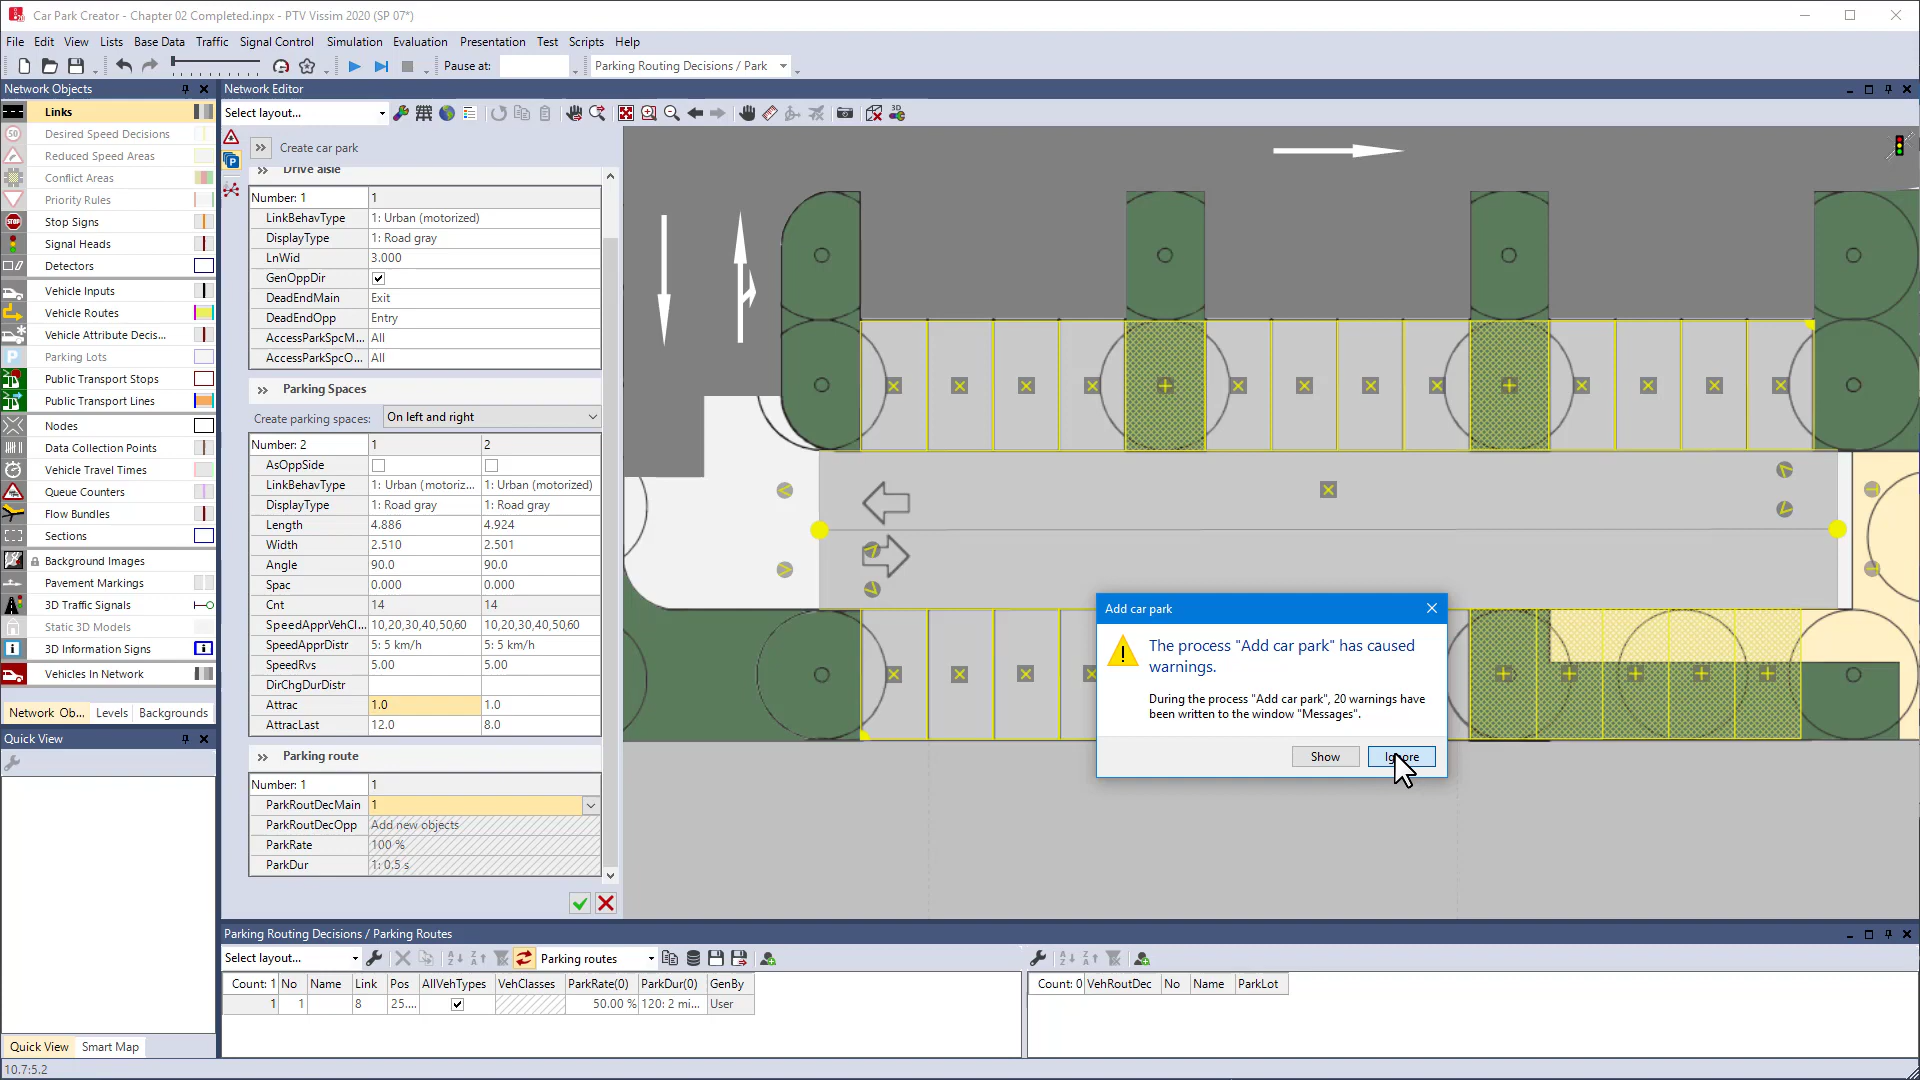 Car Park Creator - Chapter 02 Completed.inpx - PTV Vissim 2020 (SP 07*)
File Edit View Lists Base Data Traffic Signal Control Simulation Evaluation Presentation Test Scripts Help
Pause at: Parking Routing Decisions / Park
Network Objects
Network Editor
Links
Select layout...
50 Desired Speed Decisions
Reduced Speed Areas
Create car park
Conflict Areas
Drive aisle
Priority Rules
Number: 1 1
STOP Stop Signs
LinkBehavType 1: Urban (motorized)
Signal Heads
DisplayType 1: Road gray
Detectors
LnWid 3.000
GenOppDir
Vehicle Inputs
DeadEndMain Exit
Vehicle Routes
DeadEndOpp Entry
Vehicle Attribute Decis...
AccessParkSpcM... All
P Parking Lots
AccessParkSpcO... All
Public Transport Stops
Parking Spaces
Public Transport Lines
Create parking spaces: On left and right
Nodes
Number: 2 1 2
Data Collection Points
AsOppSide
Vehicle Travel Times
LinkBehavType 1: Urban (motoriz... 1: Urban (motorized)
Queue Counters
DisplayType 1: Road gray 1: Road gray
Flow Bundles
Length 4.886 4.924
Sections
Width 2.510 2.501
Background Images
Angle 90.0 90.0
Pavement Markings
Spac 0.000 0.000
3D Traffic Signals
Cnt 14 14
Static 3D Models
SpeedApprVehCl... 10,20,30,40,50,60 10,20,30,40,50,60
3D Information Signs
SpeedApprDistr 5: 5 km/h 5: 5 km/h
Vehicles In Network
SpeedRvs 5.00 5.00
DirChgDurDistr
Network Ob... Levels Backgrounds
Attrac 1.0 1.0
AttracLast 12.0 8.0
Quick View
Parking route
Number: 1 1
ParkRoutDecMain 1
ParkRoutDecOpp Add new objects
ParkRate 100 %
ParkDur 1: 0.5 s
Add car park
The process "Add car park" has caused
warnings.
During the process "Add car park", 20 warnings have
been written to the window "Messages".
Show Ignore
Parking Routing Decisions / Parking Routes
Select layout... Parking routes
Count: 1 No Name Link Pos AllVehTypes VehClasses ParkRate(0) ParkDur(0) GenBy
1 1 8 25.... 50.00 % 120: 2 mi... User
Count: 0 VehRoutDec No Name ParkLot
Quick View Smart Map
10.7:5.2